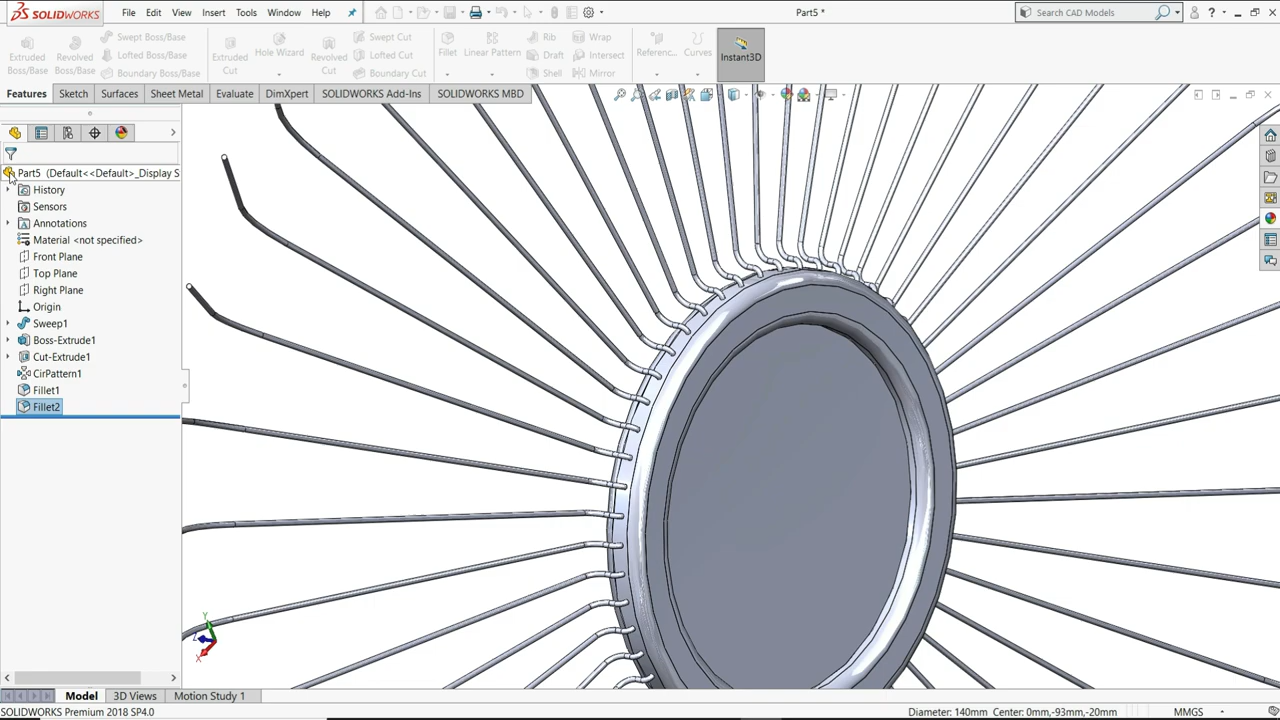 SOLIDWORKS
File Edit View Insert Tools Window Help
Part5 *
Search CAD Models
Extruded Boss/Base
Revolved Boss/Base
Swept Boss/Base
Lofted Boss/Base
Boundary Boss/Base
Extruded Cut
Hole Wizard
Revolved Cut
Swept Cut
Lofted Cut
Boundary Cut
Fillet
Linear Pattern
Rib
Draft
Shell
Wrap
Intersect
Mirror
Referenc...
Curves
Instant3D
Features Sketch Surfaces Sheet Metal Evaluate DimXpert SOLIDWORKS Add-Ins SOLIDWORKS MBD
Part5 (Default<<Default>_Display S
History
Sensors
Annotations
Material <not specified>
Front Plane
Top Plane
Right Plane
Origin
Sweep1
Boss-Extrude1
Cut-Extrude1
CirPattern1
Fillet1
Fillet2
Y
Z
X
Model 3D Views Motion Study 1
SOLIDWORKS Premium 2018 SP4.0
Diameter: 140mm Center: 0mm,-93mm,-20mm
MMGS